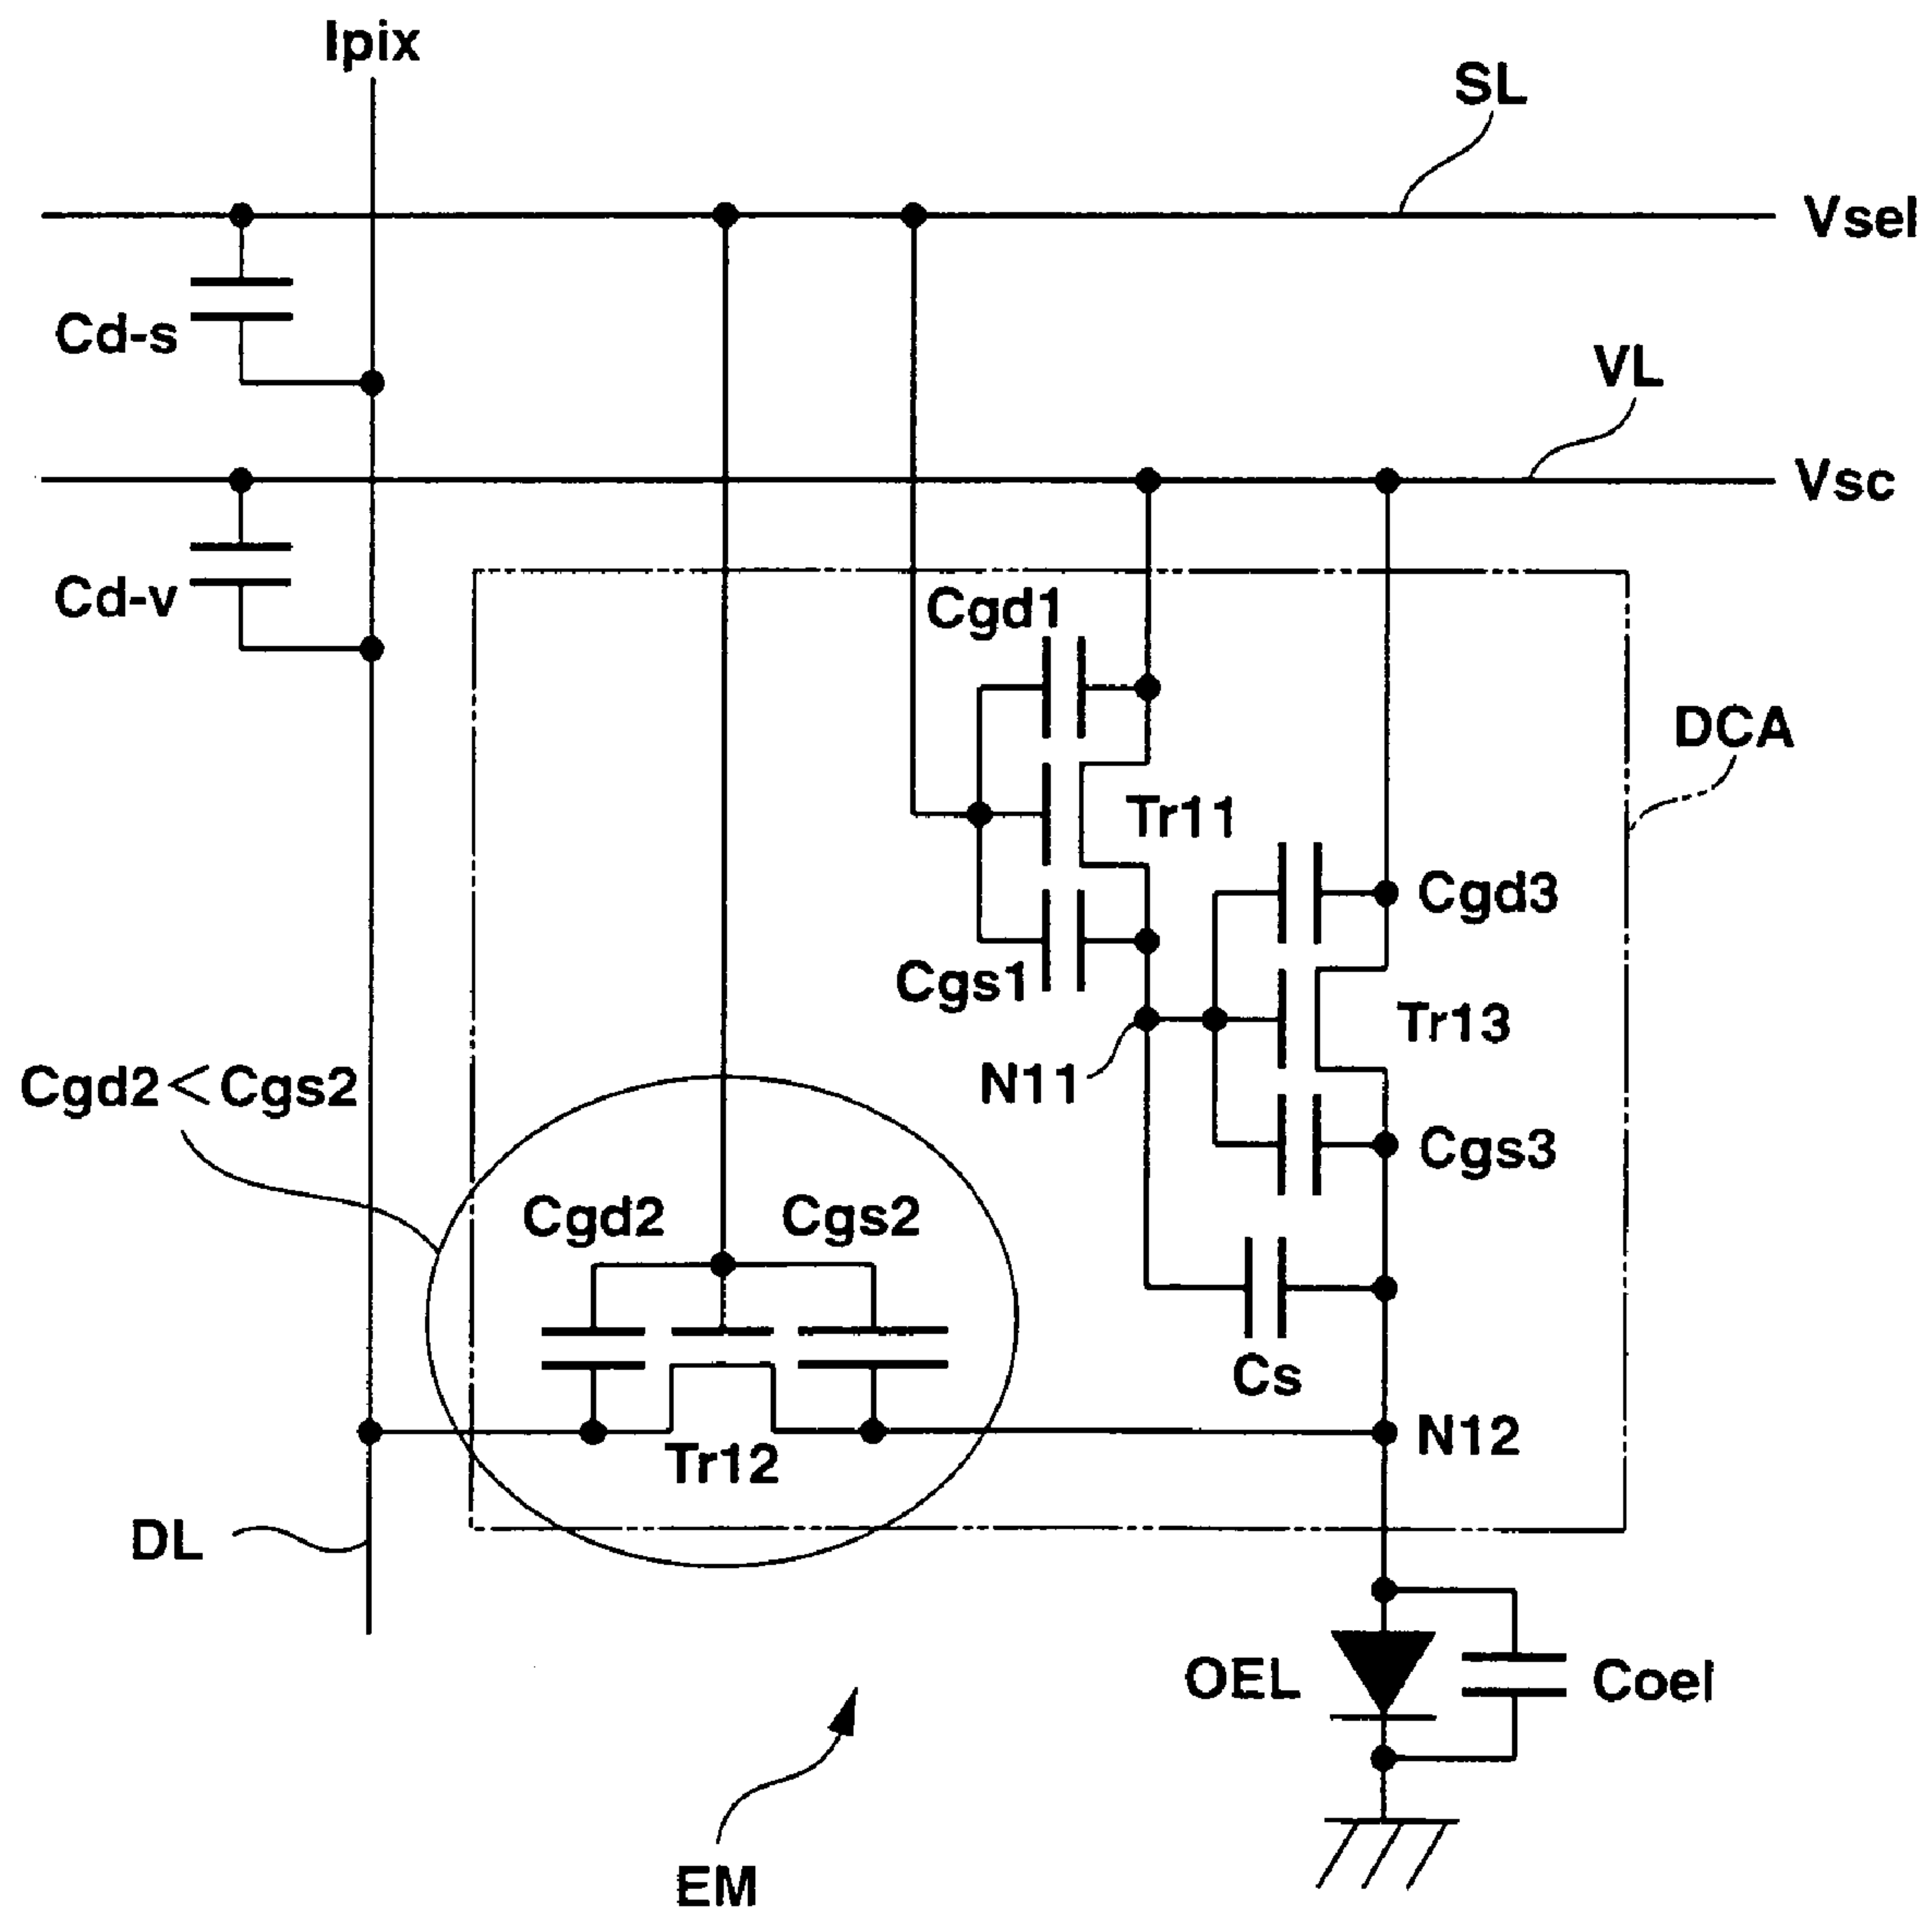 Ipix
SL
Vsel
Cd-s
VL
Vsc
Cd-v
Cgd1
DCA
Tr11
Cgd3
Cgs1
Tr13
N11
Cgd2<Cgs2
Cgs3
Cgd2
Cgs2
Cs
N12
Tr12
DL
OEL
Coel
EM